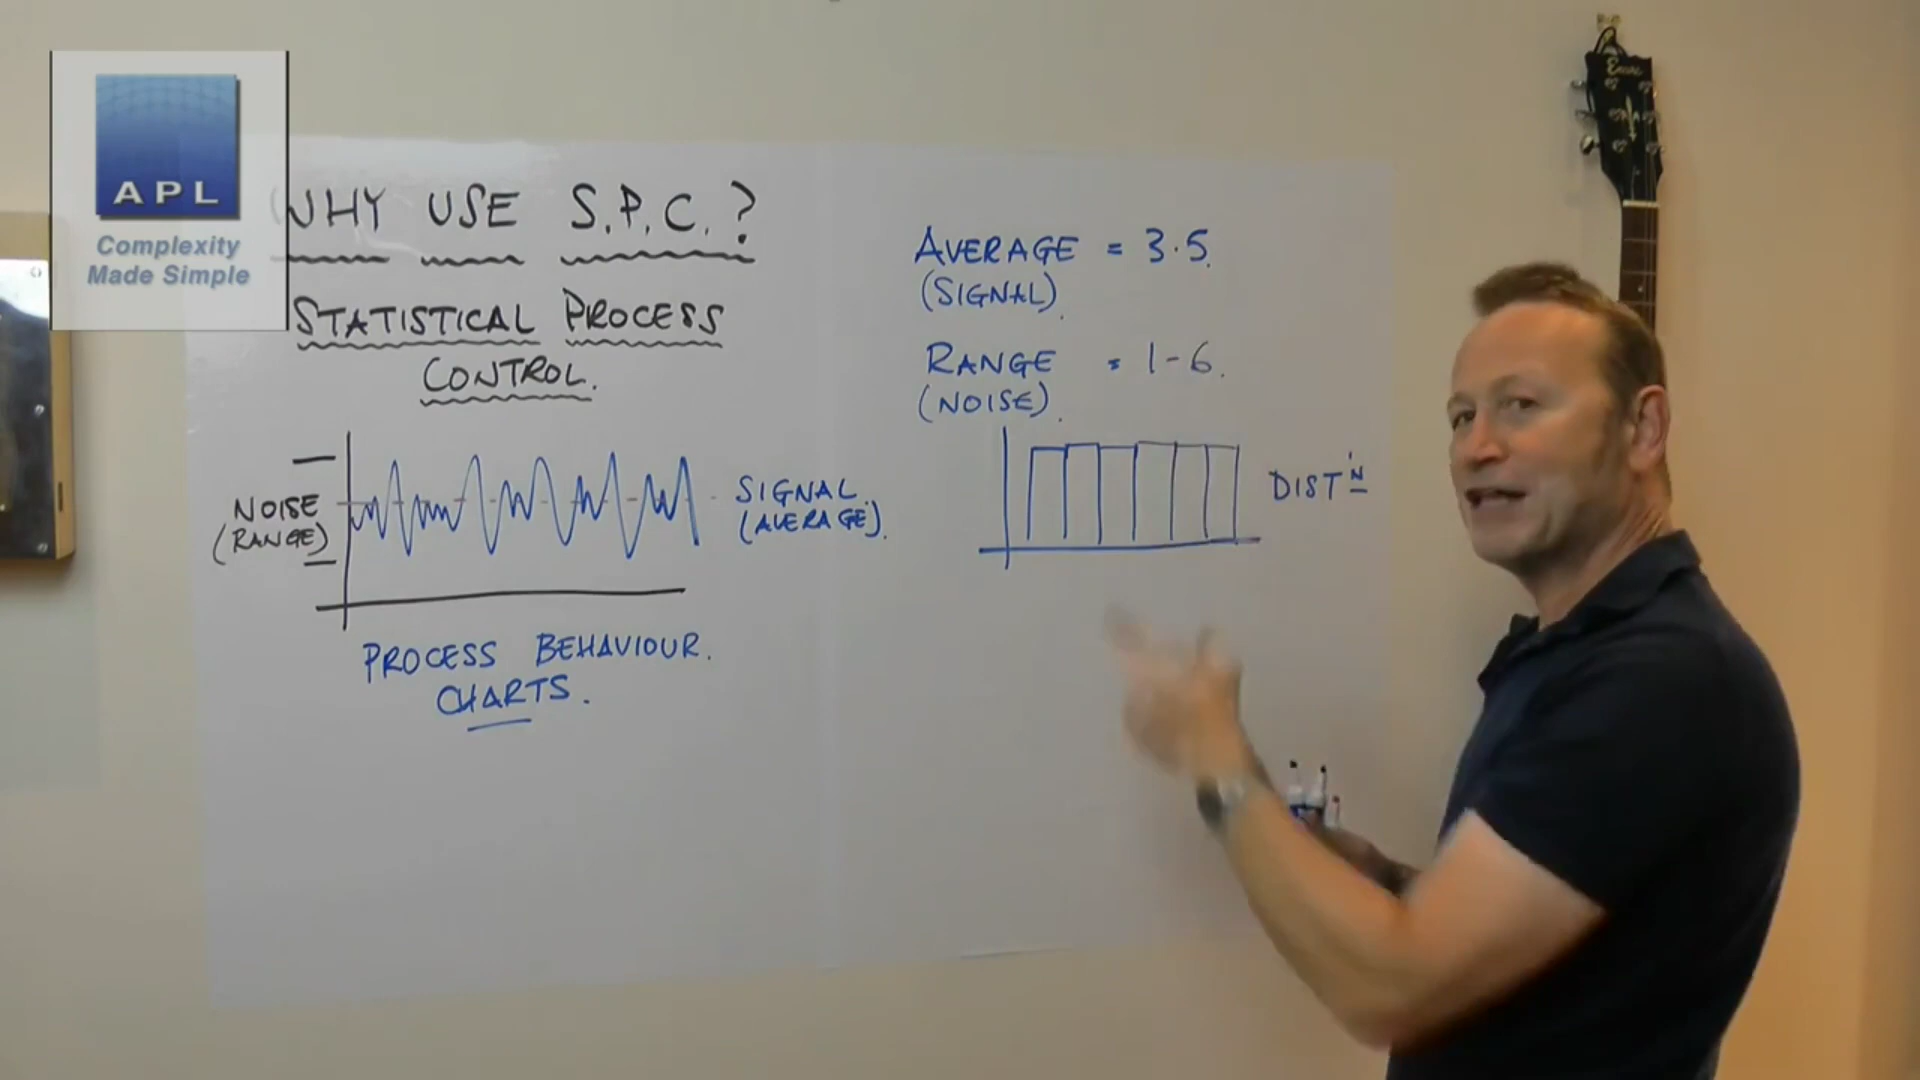 APL
Complexity
Made Simple
WHY USE S.P.C.?
STATISTICAL PROCESS
CONTROL.
NOISE
(RANGE)
SIGNAL.
(AVERAGE).
PROCESS BEHAVIOUR.
CHARTS.
AVERAGE = 3.5.
(SIGNAL).
RANGE = 1-6.
(NOISE).
DIST'N